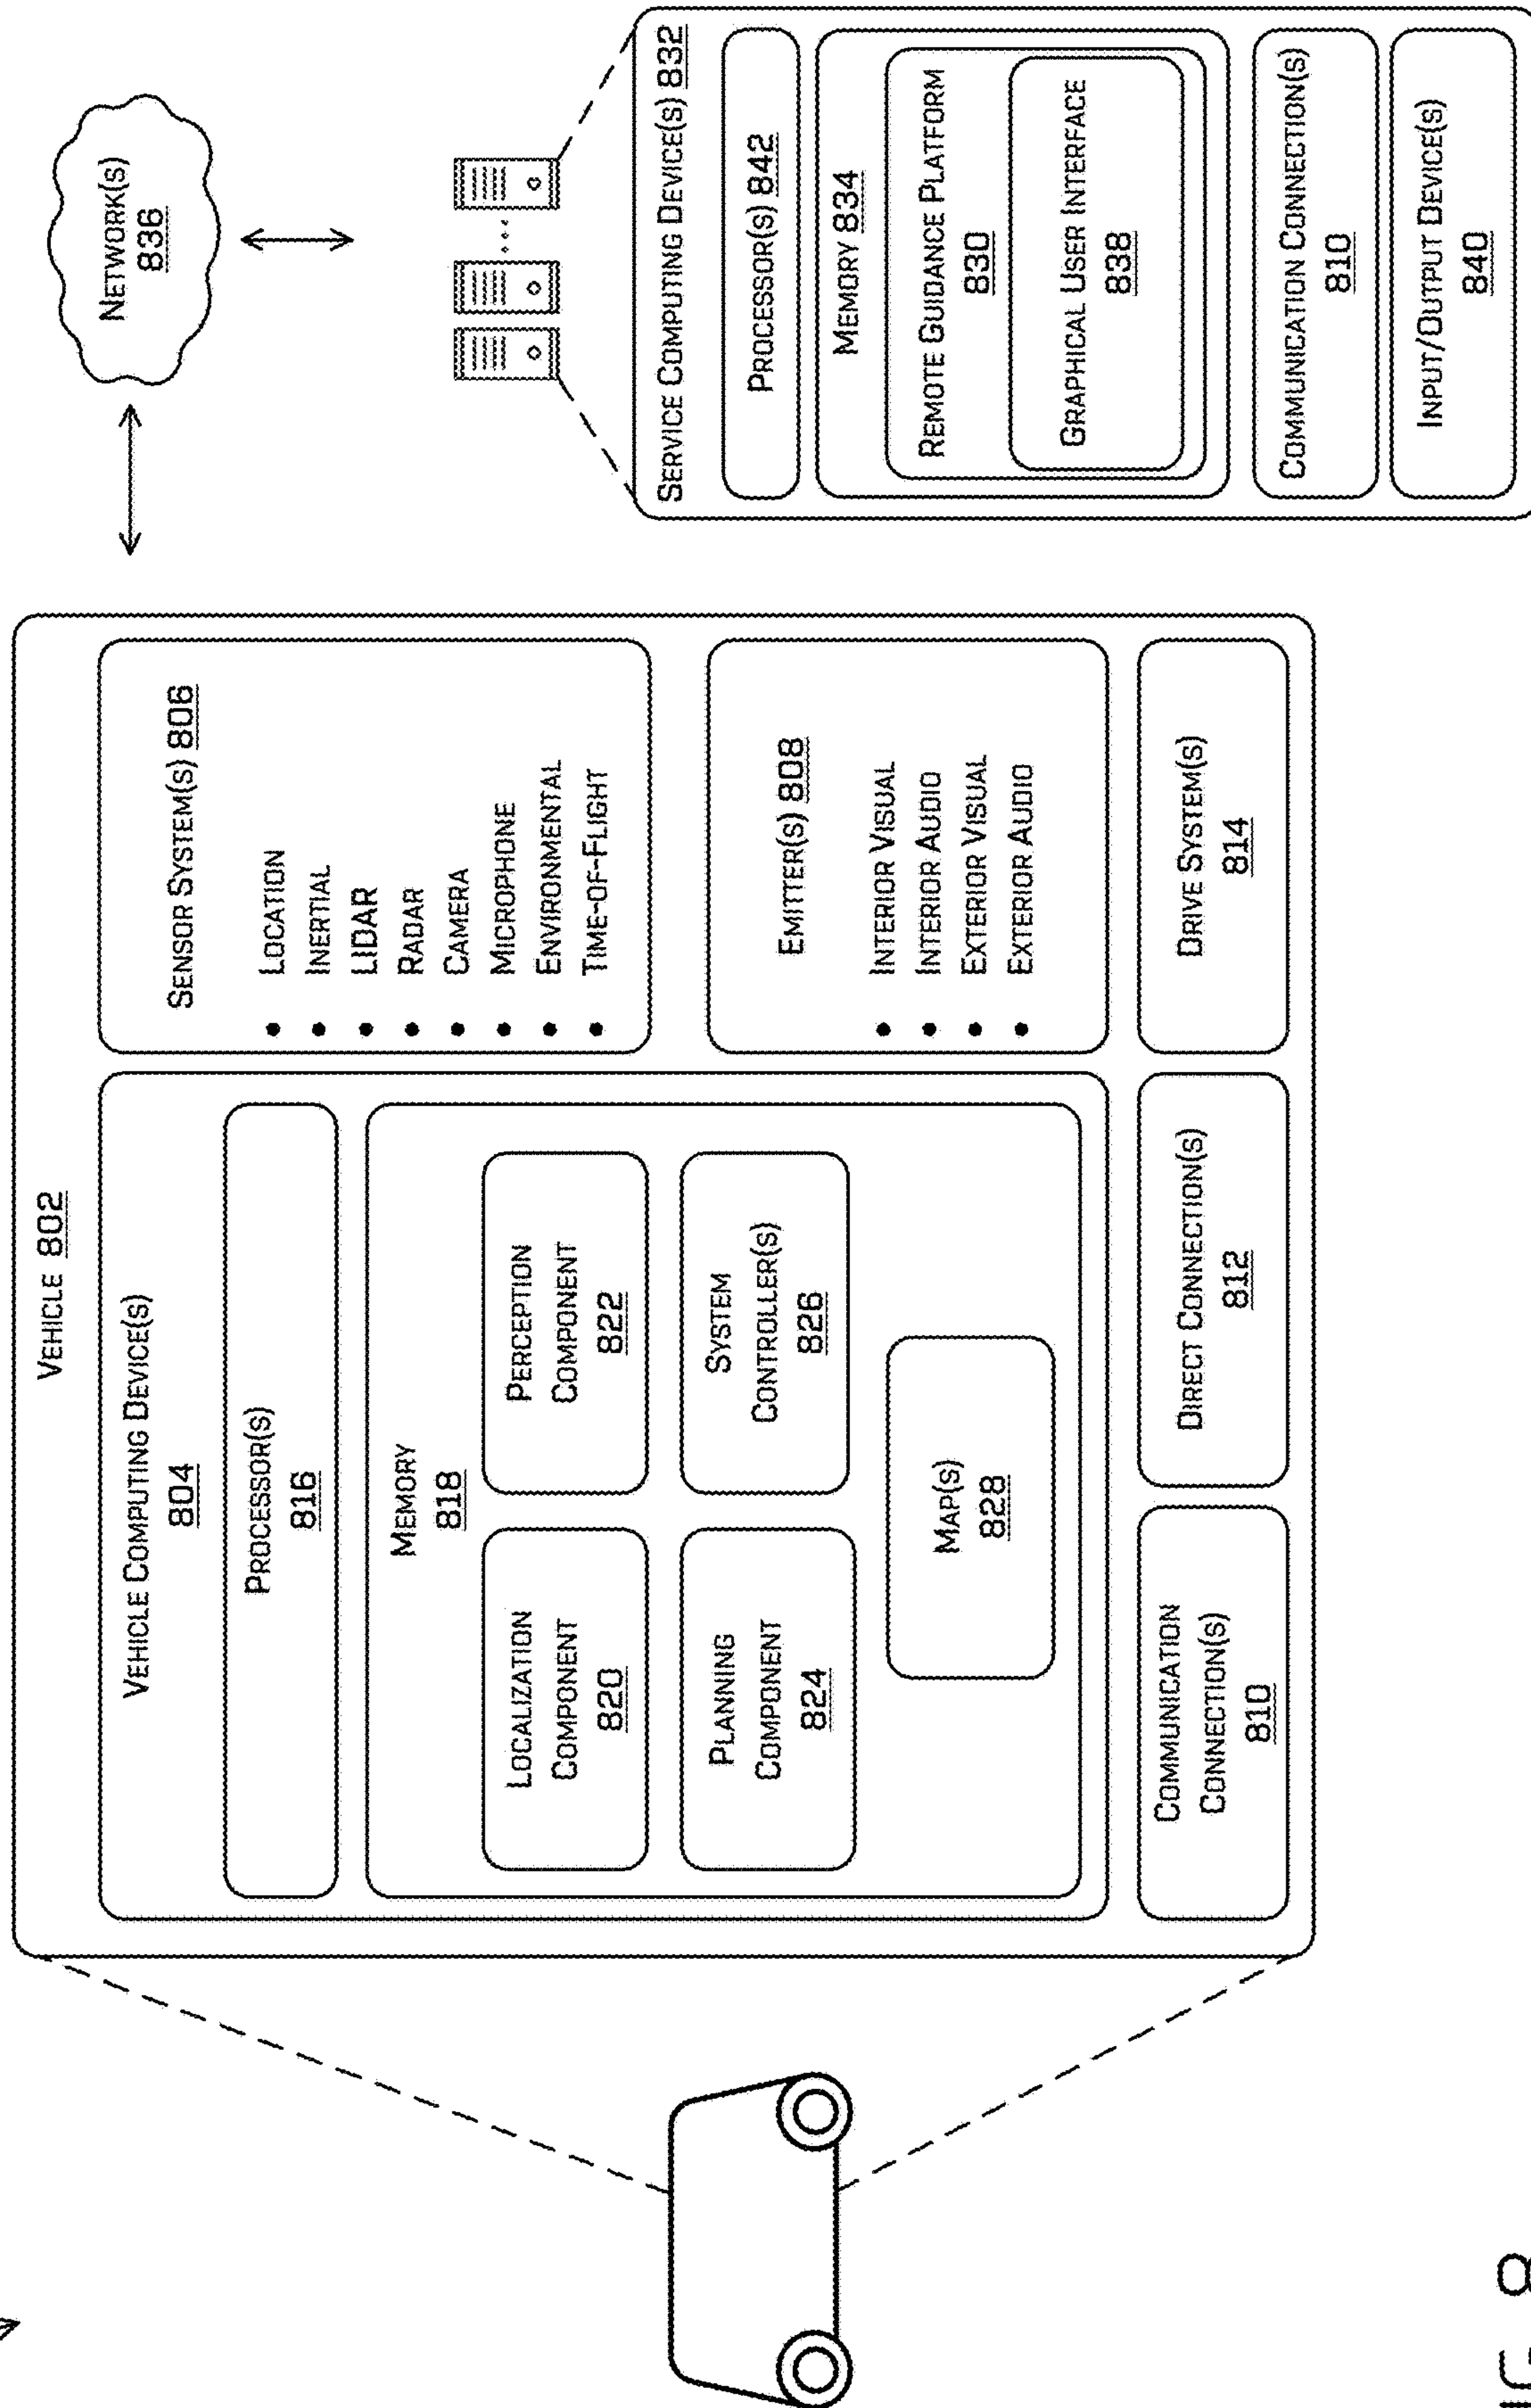 VEHICLE 802
VEHICLE COMPUTING DEVICE(S)
804
PROCESSOR(S)
816
MEMORY
818
LOCALIZATION
COMPONENT
820
PERCEPTION
COMPONENT
822
PLANNING
COMPONENT
824
SYSTEM
CONTROLLER(S)
826
MAP(S)
828
SENSOR SYSTEM(S) 806
• LOCATION
• INERTIAL
• LIDAR
• RADAR
• CAMERA
• MICROPHONE
• ENVIRONMENTAL
• TIME-OF-FLIGHT
EMITTER(S) 808
• INTERIOR VISUAL
• INTERIOR AUDIO
• EXTERIOR VISUAL
• EXTERIOR AUDIO
COMMUNICATION
CONNECTION(S)
810
DIRECT CONNECTION(S)
812
DRIVE SYSTEM(S)
814
NETWORK(S)
836
SERVICE COMPUTING DEVICE(S) 832
PROCESSOR(S) 842
MEMORY 834
REMOTE GUIDANCE PLATFORM
830
GRAPHICAL USER INTERFACE
838
COMMUNICATION CONNECTION(S)
810
INPUT/OUTPUT DEVICE(S)
840
8